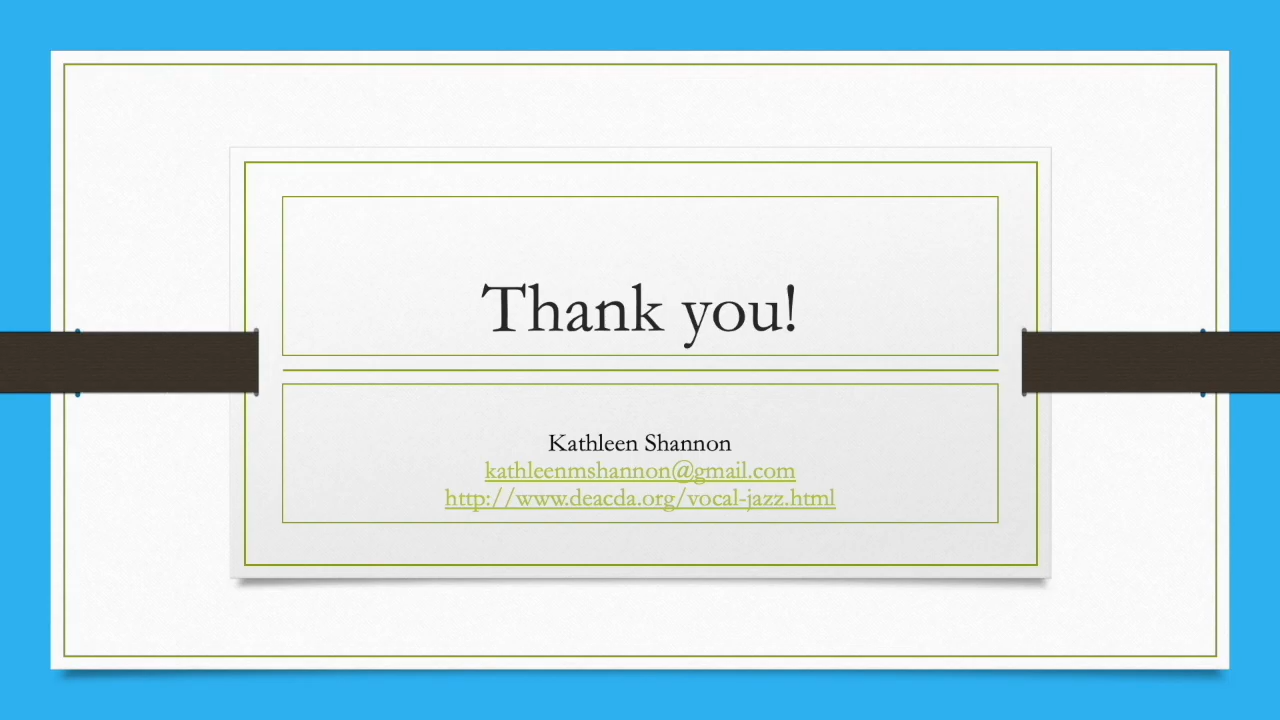 Thank you!
Kathleen Shannon
kathleenmshannon@gmail.com
http://www.deacda.org/vocal-jazz.html